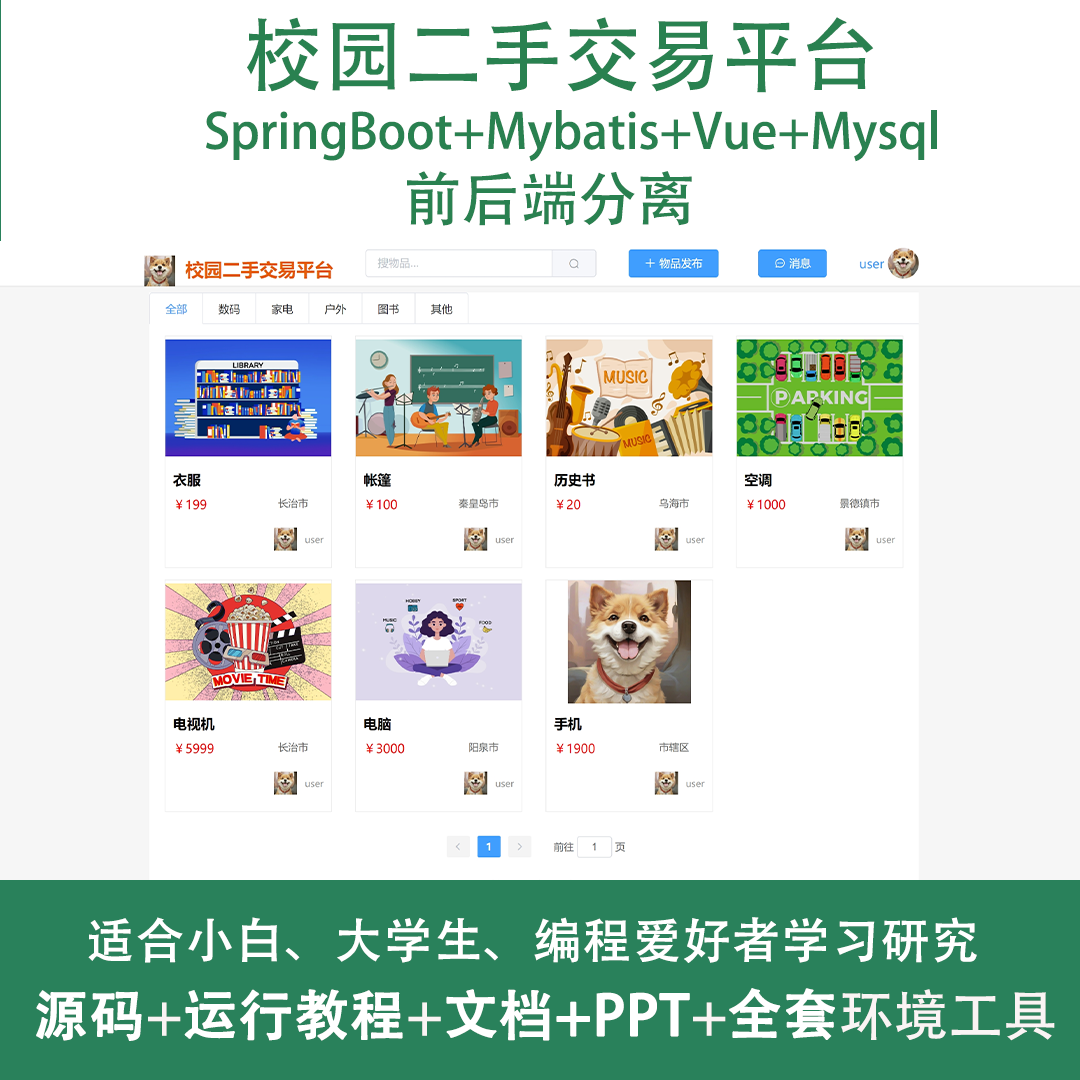 校园二手交易平台
SpringBoot+Mybatis+Vue+Mysql
前后端分离
校园二手交易平台 搜物品... + 物品发布 消息 user
全部 数码 家电 户外 图书 其他
LIBRARY
MUSIC
MUSIC
PARKING
衣服 帐篷 历史书 空调
¥199 长治市 ¥100 秦皇岛市 ¥20 乌海市 ¥1000 景德镇市
user user user user
MOVIE TIME
HOBBY SPORT
MUSIC FOOD
电视机 电脑 手机
¥5999 长治市 ¥3000 阳泉市 ¥1900 市辖区
user user user
< 1 > 前往 1 页
适合小白、大学生、编程爱好者学习研究
源码+运行教程+文档+PPT+全套环境工具